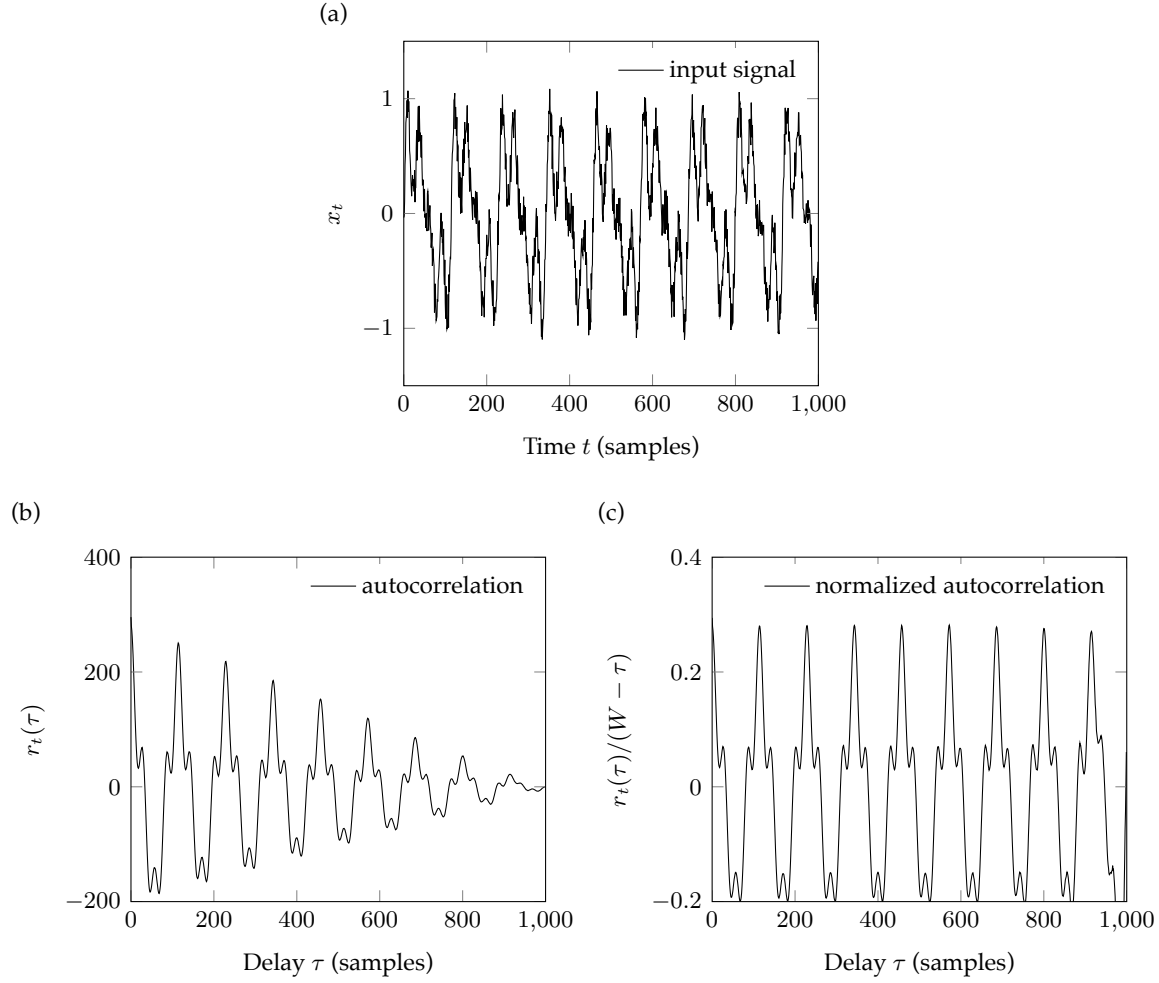 (a)
input signal
1
0
−1
x_t
0 200 400 600 800 1,000
Time t (samples)
(b)
400
autocorrelation
200
0
−200
r_t(τ)
0 200 400 600 800 1,000
Delay τ (samples)
(c)
0.4
normalized autocorrelation
0.2
0
−0.2
r_t(τ)/(W − τ)
0 200 400 600 800 1,000
Delay τ (samples)